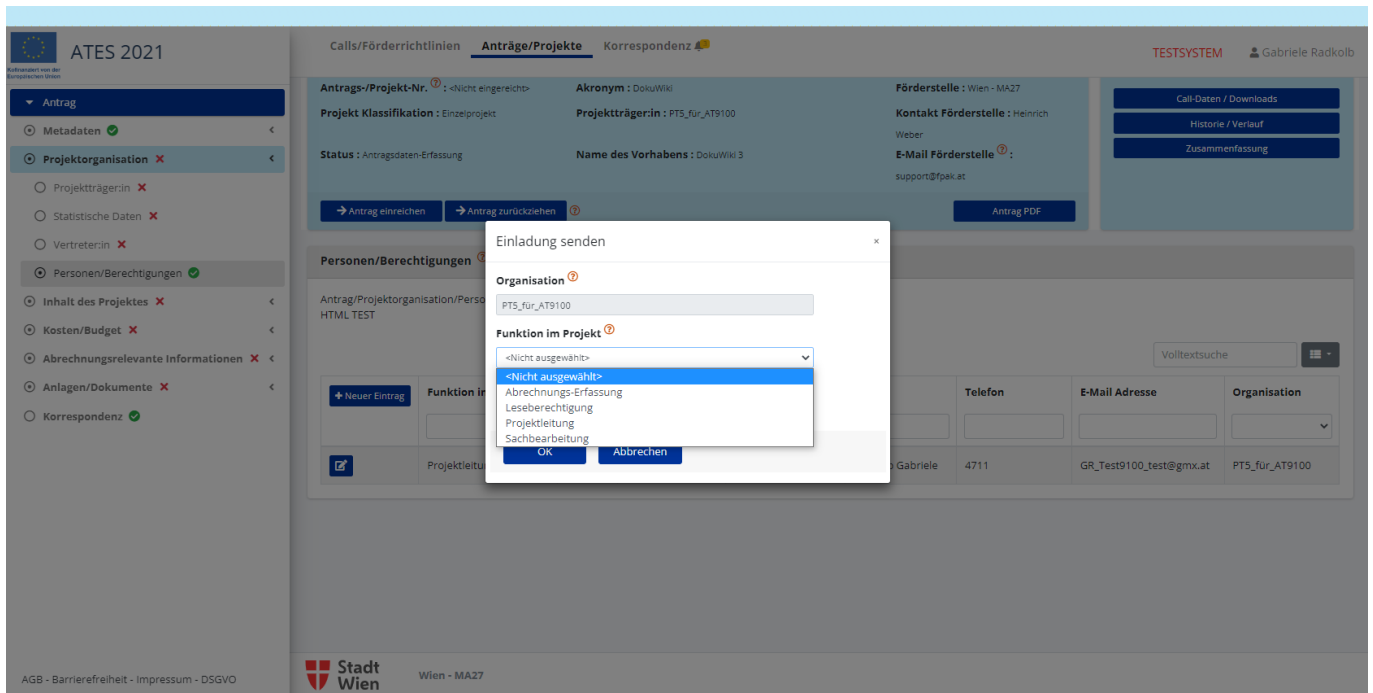 Kofinanziert von der
Europäischen Union
ATES 2021
Calls/Förderrichtlinien Anträge/Projekte Korrespondenz
TESTSYSTEM Gabriele Radkolb
Antrag
Metadaten
Projektorganisation
Projektträger:in
Statistische Daten
Vertreter:in
Personen/Berechtigungen
Inhalt des Projektes
Kosten/Budget
Abrechnungsrelevante Informationen
Anlagen/Dokumente
Korrespondenz
AGB - Barrierefreiheit - Impressum - DSGVO
Antrags-/Projekt-Nr. ? : <Nicht eingereicht> Akronym : DokuWiki Förderstelle : Wien - MA27
Projekt Klassifikation : Einzelprojekt Projektträger:in : PT5_für_AT9100 Kontakt Förderstelle : Heinrich
Weber
Status : Antragsdaten-Erfassung Name des Vorhabens : DokuWiki 3 E-Mail Förderstelle ? :
support@fpak.at
Call-Daten / Downloads
Historie / Verlauf
Zusammenfassung
Antrag einreichen Antrag zurückziehen ? Antrag PDF
Personen/Berechtigungen ?
Antrag/Projektorganisation/Perso
HTML TEST
Volltextsuche
+ Neuer Eintrag Funktion i Telefon E-Mail Adresse Organisation
Projektleitu Gabriele 4711 GR_Test9100_test@gmx.at PT5_für_AT9100
Einladung senden ×
Organisation ?
PT5_für_AT9100
Funktion im Projekt ?
<Nicht ausgewählt>
<Nicht ausgewählt>
Abrechnungs-Erfassung
Leseberechtigung
Projektleitung
Sachbearbeitung
OK Abbrechen
Stadt
Wien
Wien - MA27